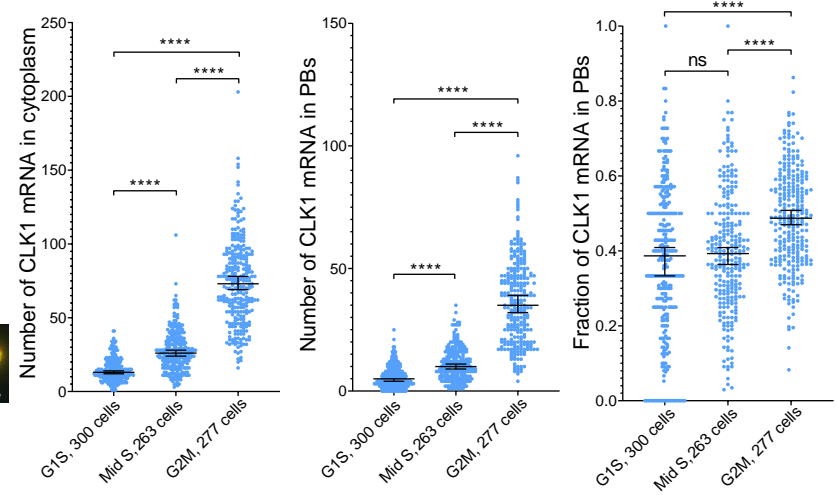 Number of CLK1 mRNA in cytoplasm
250
200
150
100
50
0
****
****
****
G1S, 300 cells
Mid S,263 cells
G2M, 277 cells
Number of CLK1 mRNA in PBs
150
100
50
0
****
****
****
G1S, 300 cells
Mid S,263 cells
G2M, 277 cells
Fraction of CLK1 mRNA in PBs
1.0
0.8
0.6
0.4
0.2
0.0
****
****
ns
G1S, 300 cells
Mid S,263 cells
G2M, 277 cells